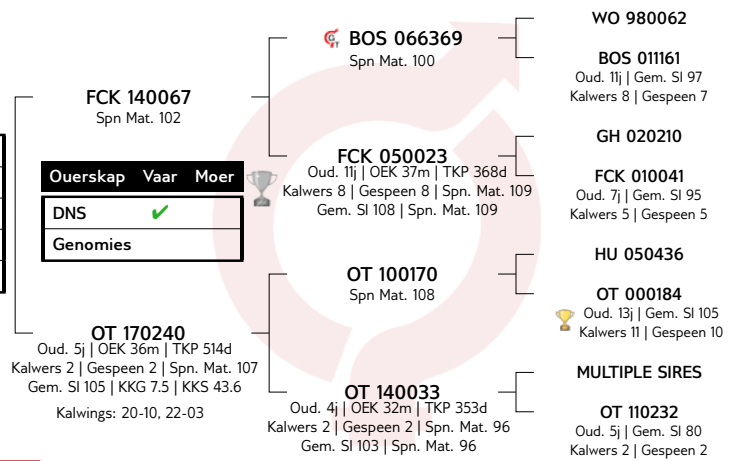 WO 980062
BOS 066369
Spn Mat. 100
BOS 011161
Oud. 11j | Gem. SI 97
Kalwers 8 | Gespeen 7
FCK 140067
Spn Mat. 102
GH 020210
FCK 050023
Oud. 11j | OEK 37m | TKP 368d
Kalwers 8 | Gespeen 8 | Spn. Mat. 109
Gem. SI 108 | Spn. Mat. 109
FCK 010041
Oud. 7j | Gem. SI 95
Kalwers 5 | Gespeen 5
Ouerskap Vaar Moer
DNS ✔
Genomies
HU 050436
OT 100170
Spn Mat. 108
OT 000184
Oud. 13j | Gem. SI 105
Kalwers 11 | Gespeen 10
OT 170240
Oud. 5j | OEK 36m | TKP 514d
Kalwers 2 | Gespeen 2 | Spn. Mat. 107
Gem. SI 105 | KKG 7.5 | KKS 43.6
Kalwings: 20-10, 22-03
MULTIPLE SIRES
OT 140033
Oud. 4j | OEK 32m | TKP 353d
Kalwers 2 | Gespeen 2 | Spn. Mat. 96
Gem. SI 103 | Spn. Mat. 96
OT 110232
Oud. 5j | Gem. SI 80
Kalwers 2 | Gespeen 2